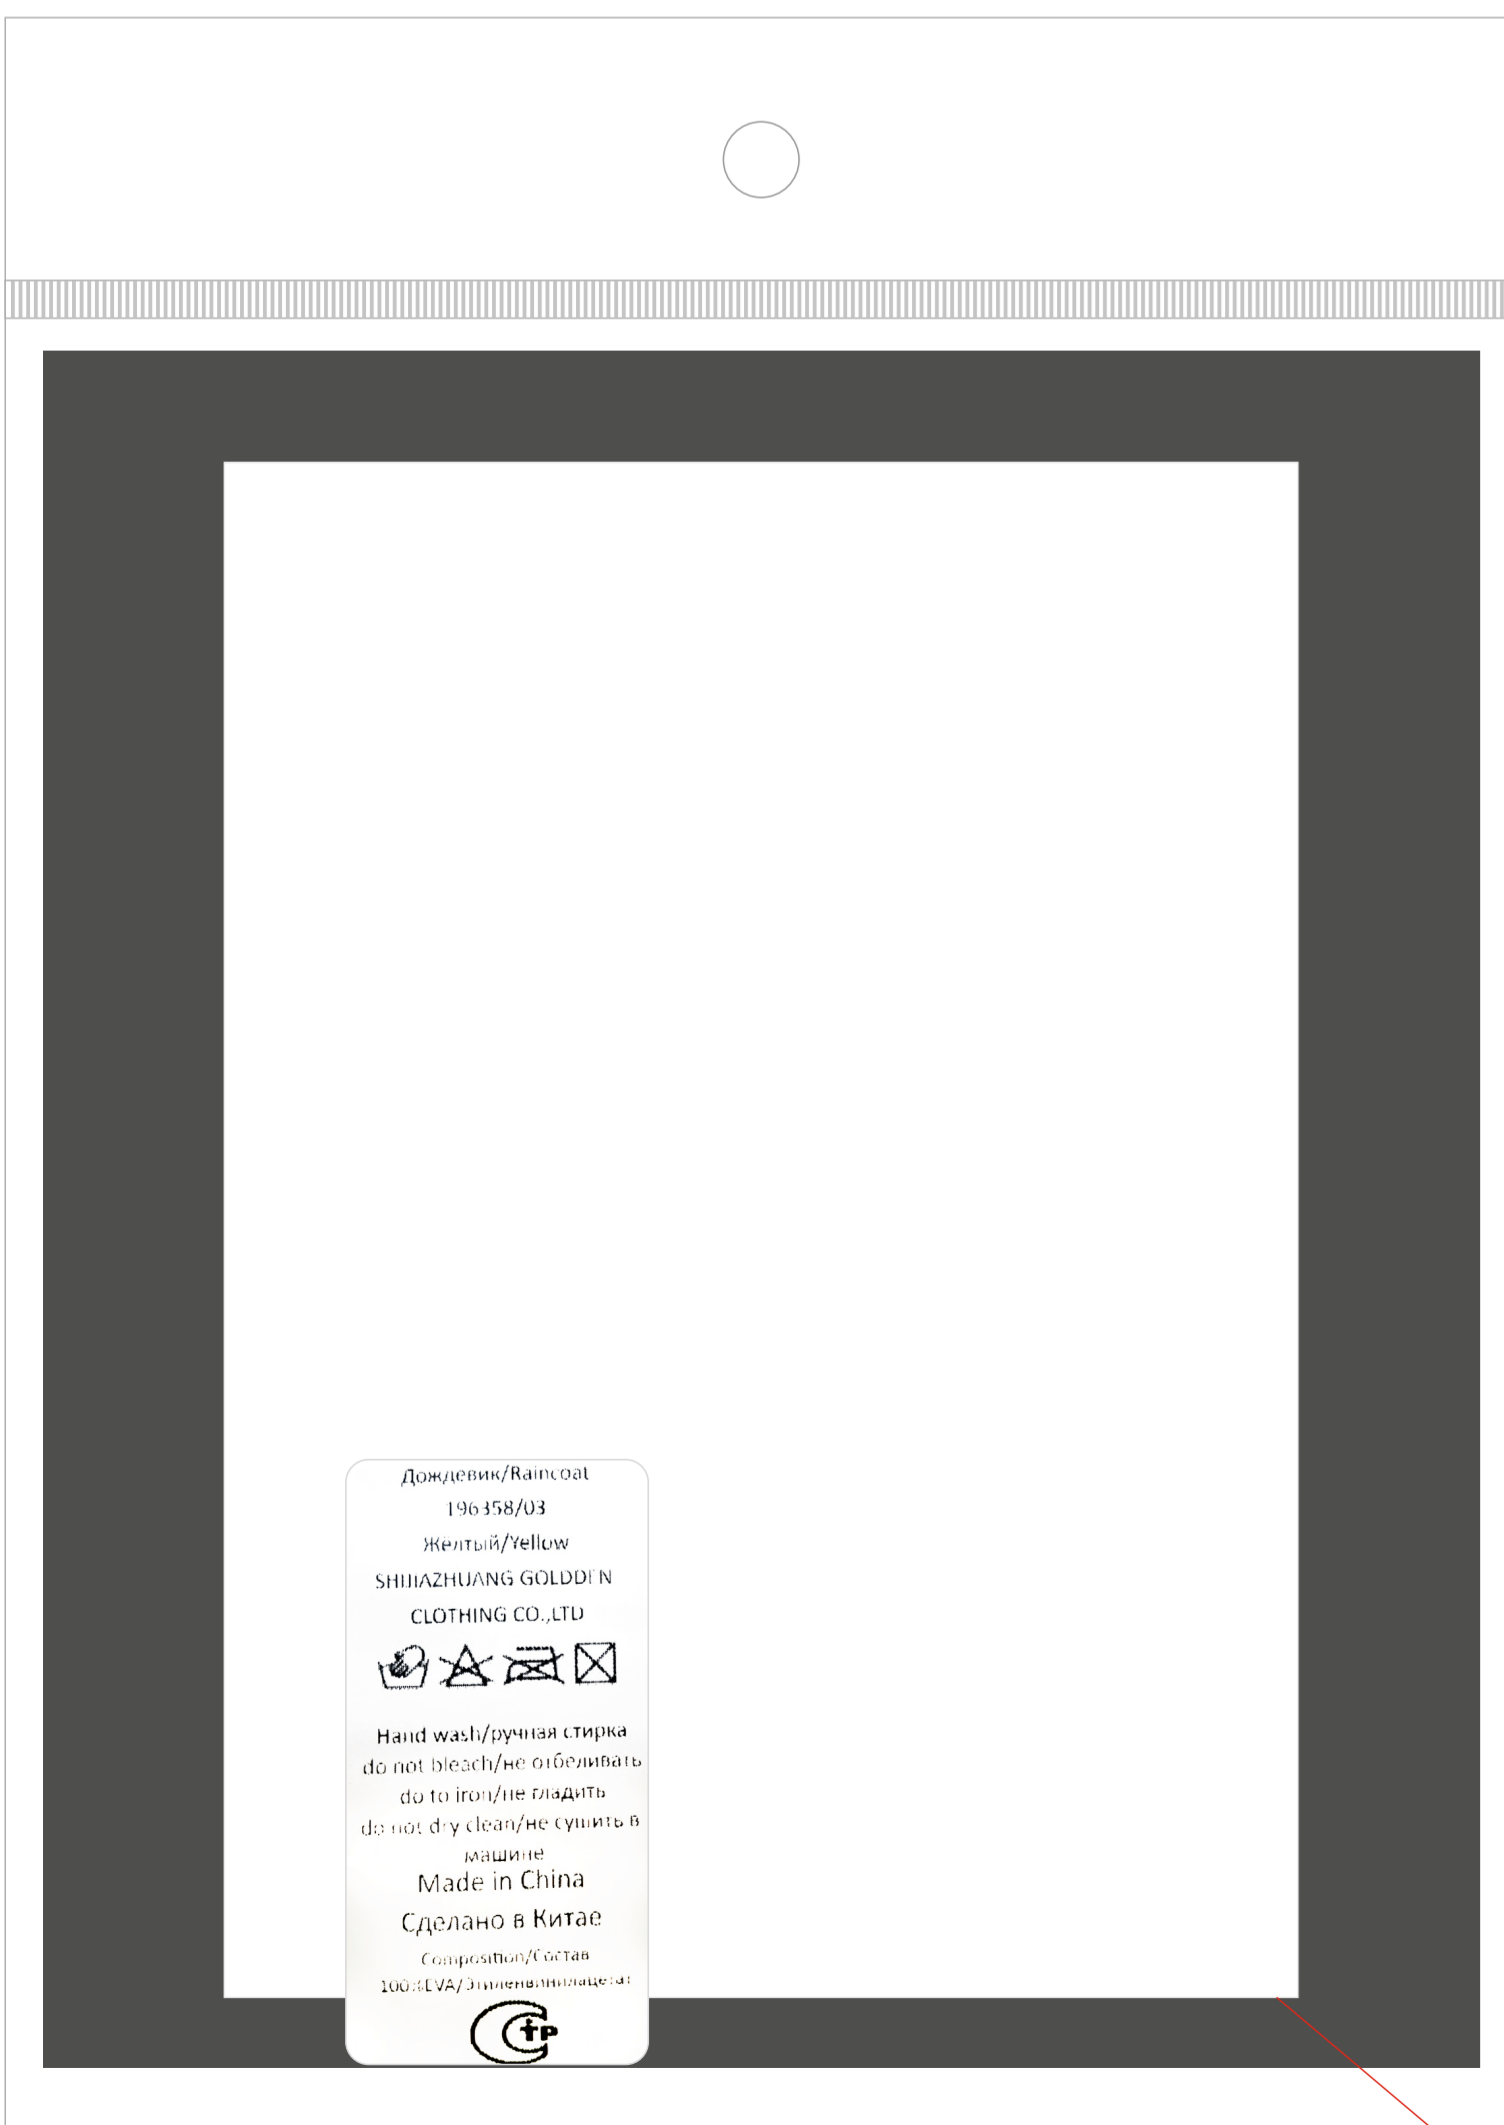 Дождевик/Raincoat
196358/03
Жёлтый/Yellow
SHIJIAZHUANG GOLDDEN
CLOTHING CO.,LTD
Hand wash/ручная стирка
do not bleach/не отбеливать
do to iron/не гладить
do not dry clean/не сушить в
машине
Made in China
Сделано в Китае
Composition/Состав
100%EVA/Этиленвинилацетат
СТР